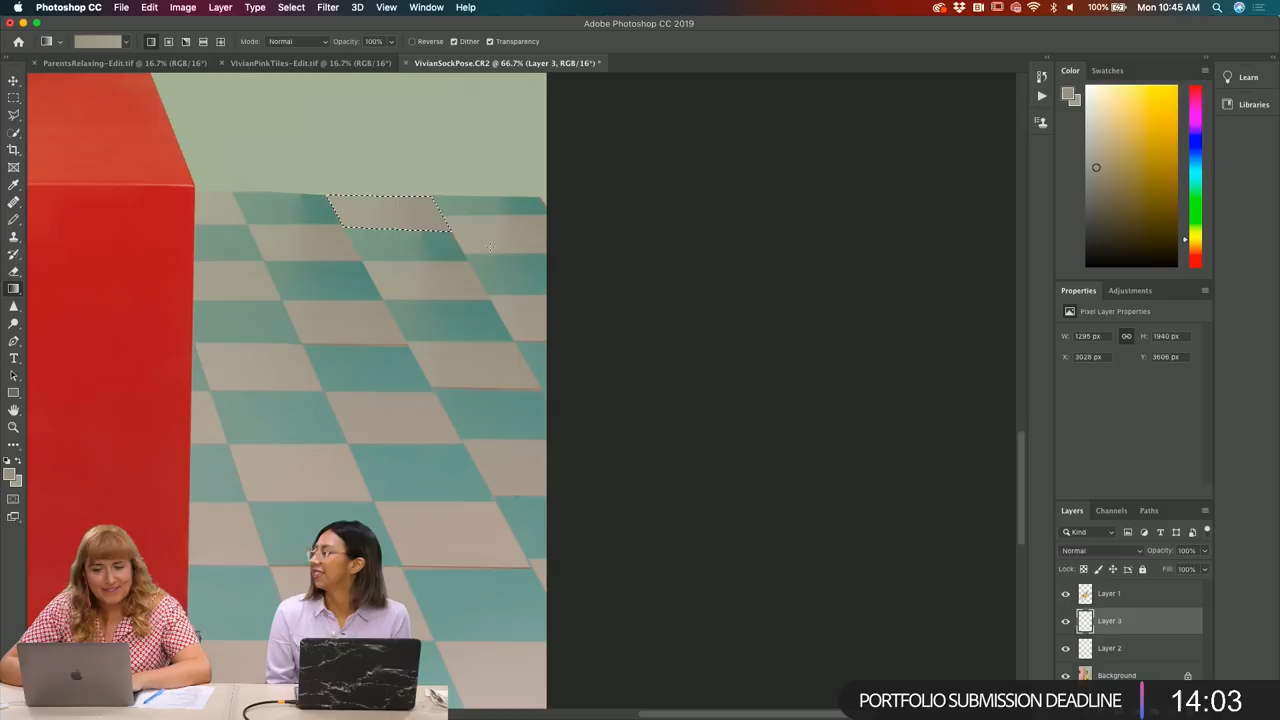 Photoshop CC File Edit Image Layer Type Select Filter 3D View Window Help 100% Mon 10:45 AM
Adobe Photoshop CC 2019
Mode: Normal Opacity: 100% Reverse Dither Transparency
ParentsRelaxing-Edit.tif @ 16.7% (RGB/16*) VivianPinkTiles-Edit.tif @ 16.7% (RGB/16*) VivianSockPose.CR2 @ 66.7% (Layer 3, RGB/16*) *
Color Swatches
Learn
Libraries
Properties Adjustments
Pixel Layer Properties
W: 1295 px H: 1940 px
X: 3028 px Y: 3606 px
Layers Channels Paths
Kind
Normal Opacity: 100%
Lock: Fill: 100%
Layer 1
Layer 3
Layer 2
Background
PORTFOLIO SUBMISSION DEADLINE 14:03